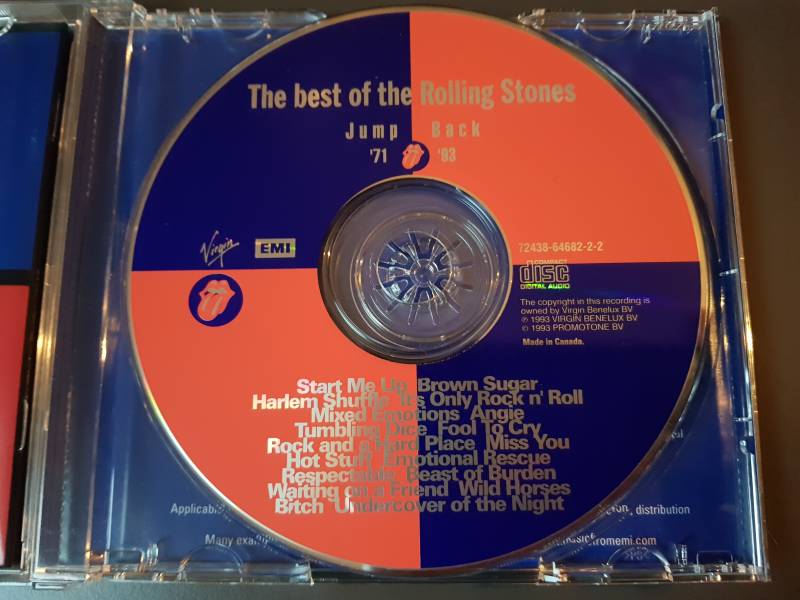 The best of the Rolling Stones
Jump Back
'71 '93
Virgin
EMI
72438-64682-2-2
COMPACT
disc
DIGITAL AUDIO
The copyright in this recording is
owned by Virgin Benelux BV
℗ 1993 VIRGIN BENELUX BV
© 1993 PROMOTONE BV
Made in Canada.
Start Me Up Brown Sugar
Harlem Shuffle It's Only Rock n' Roll
Mixed Emotions Angie
Tumbling Dice Fool To Cry
Rock and a Hard Place Miss You
Hot Stuff Emotional Rescue
Respectable Beast of Burden
Waiting on a Friend Wild Horses
Bitch Undercover of the Night
distribution
Many